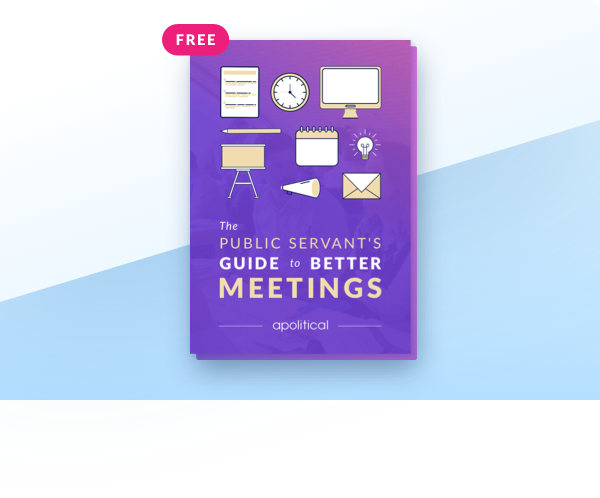 FREE
The
PUBLIC SERVANT'S
GUIDE to BETTER
MEETINGS
apolitical